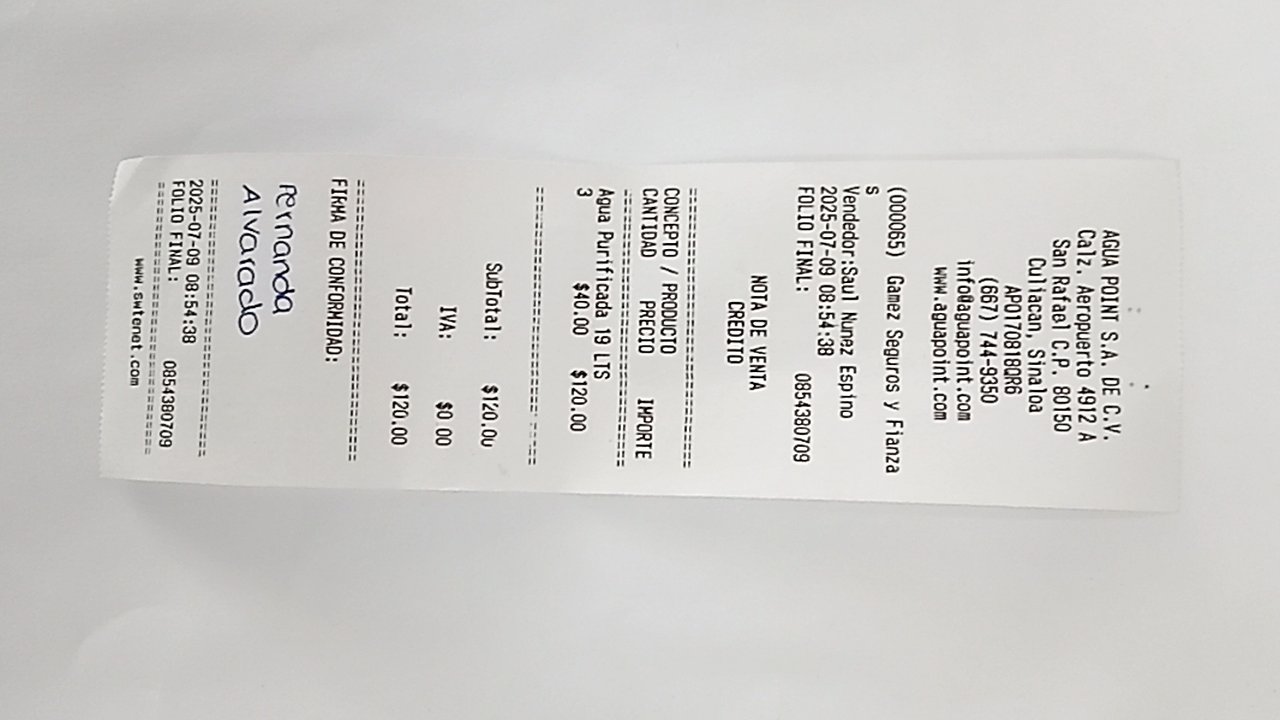 AGUA POINT S.A. DE C.V.
Calz. Aeropuerto 4912 A
San Rafael C.P. 80150
Culiacan, Sinaloa
APO170818QR6
(667) 744-9350
info@aguapoint.com
www.aguapoint.com
(000065) Gamez Seguros y Fianza
s
Vendedor:Saul Nunez Espino
2025-07-09 08:54:38
FOLIO FINAL: 0854380709
NOTA DE VENTA
CREDITO
================================
CONCEPTO / PRODUCTO
CANTIDAD PRECIO IMPORTE
================================
Agua Purificada 19 LTS
3 $40.00 $120.00
================================
SubTotal: $120.00
IVA: $0.00
Total: $120.00
================================
FIRMA DE CONFORMIDAD:
Fernanda
Alvarado
================================
2025-07-09 08:54:38
FOLIO FINAL: 0854380709
================================
www.swtenet.com